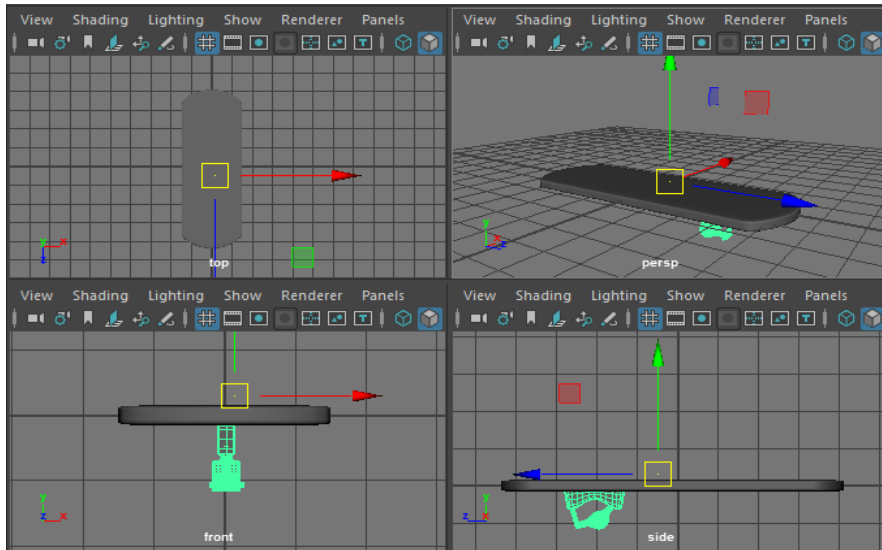 View Shading Lighting Show Renderer Panels
View Shading Lighting Show Renderer Panels
T
T
y
x
z
top
y
x
z
persp
View Shading Lighting Show Renderer Panels
View Shading Lighting Show Renderer Panels
T
T
y
z
x
front
y
z
side